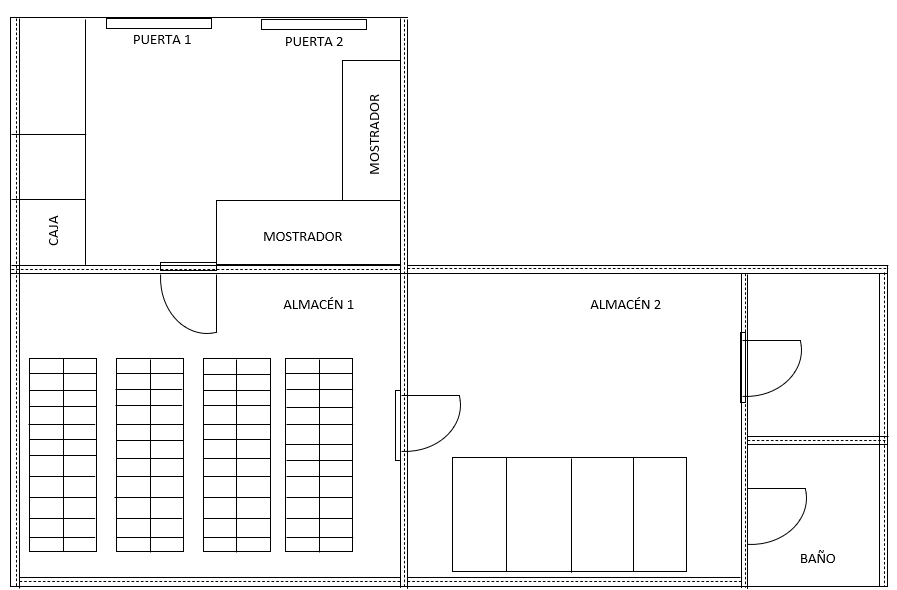 PUERTA 1
PUERTA 2
MOSTRADOR
CAJA
MOSTRADOR
ALMACÉN 1
ALMACÉN 2
BAÑO